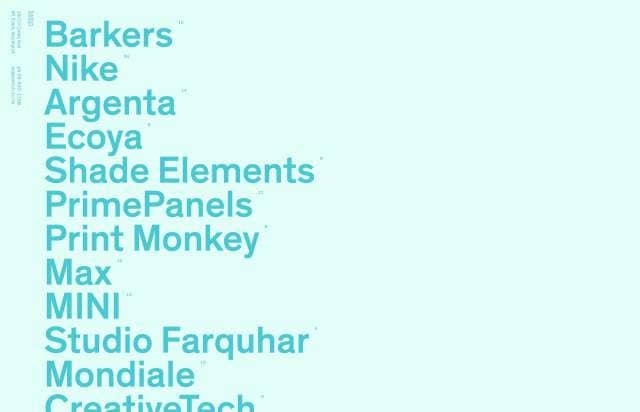 Barkers
Nike
Argenta
Ecoya
Shade Elements
PrimePanels
Print Monkey
Max
MINI
Studio Farquhar
Mondiale
CreativeTech